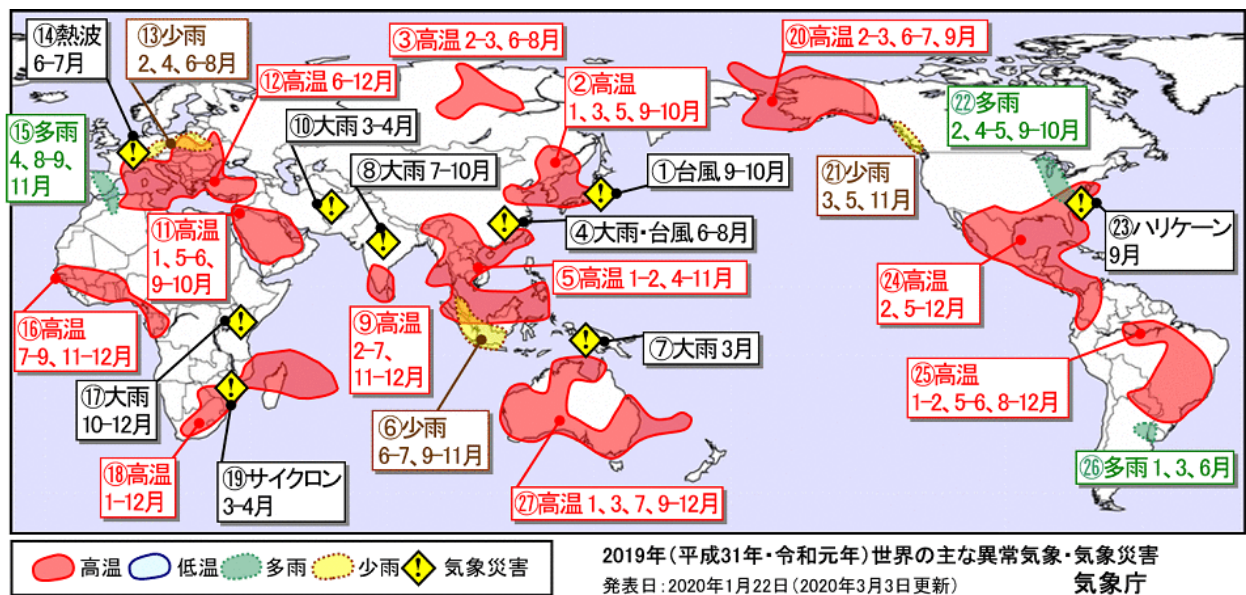 ⑭熱波
6-7月
⑬少雨
2、4、6-8月
③高温 2-3、6-8月
⑳高温 2-3、6-7、9月
⑫高温 6-12月
②高温
1、3、5、9-10月
㉒多雨
2、4-5、9-10月
⑮多雨
4、8-9、
11月
⑩大雨 3-4月
⑧大雨 7-10月
①台風 9-10月
㉑少雨
3、5、11月
④大雨・台風 6-8月
㉓ハリケーン
9月
⑪高温
1、5-6、
9-10月
⑤高温 1-2、4-11月
㉔高温
2、5-12月
⑯高温
7-9、11-12月
⑨高温
2-7、
11-12月
⑦大雨 3月
㉕高温
1-2、5-6、8-12月
⑰大雨
10-12月
⑥少雨
6-7、9-11月
㉖多雨 1、3、6月
⑱高温
1-12月
⑲サイクロン
3-4月
㉗高温 1、3、7、9-12月
高温 低温 多雨 少雨 気象災害
2019年(平成31年・令和元年)世界の主な異常気象・気象災害
発表日:2020年1月22日(2020年3月3日更新) 気象庁